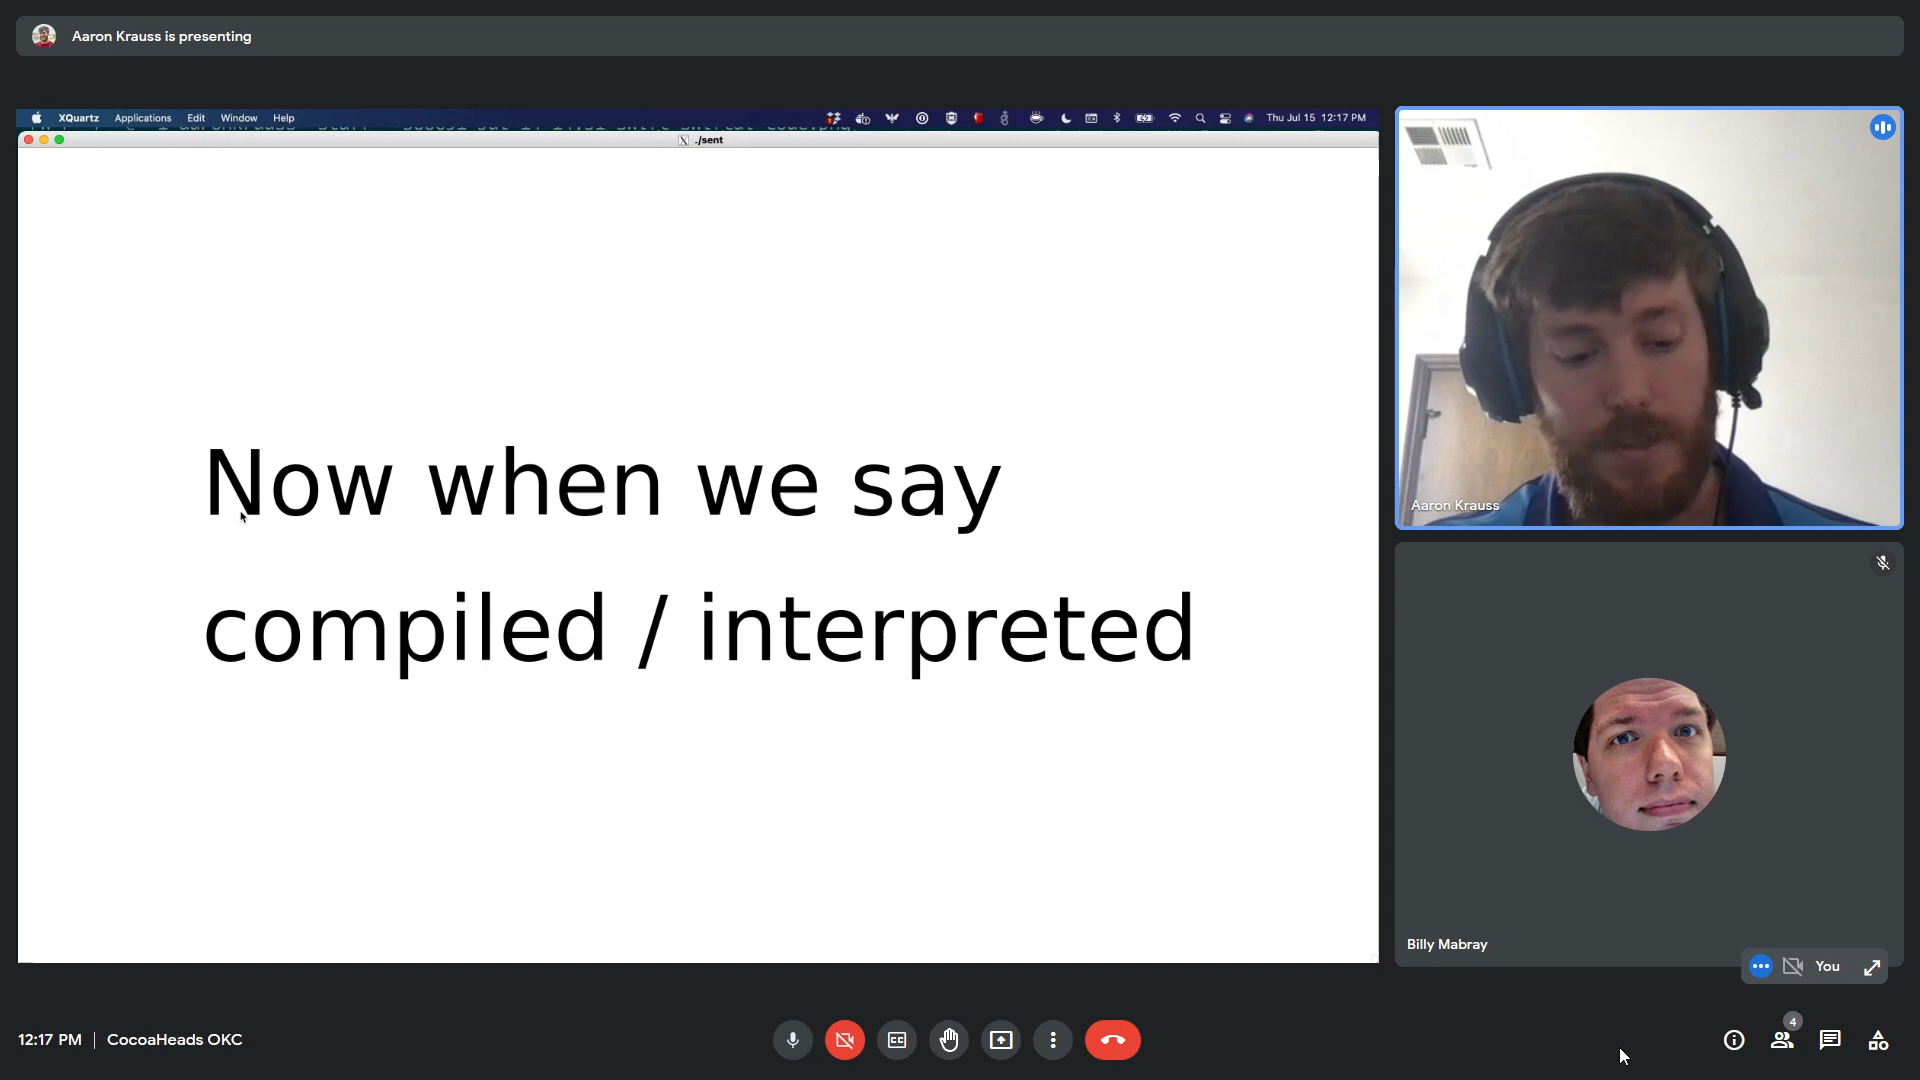 Aaron Krauss is presenting
XQuartz Applications Edit Window Help
Thu Jul 15 12:17 PM
./sent
Now when we say
compiled / interpreted
Aaron Krauss
Billy Mabray
You
12:17 PM | CocoaHeads OKC
4